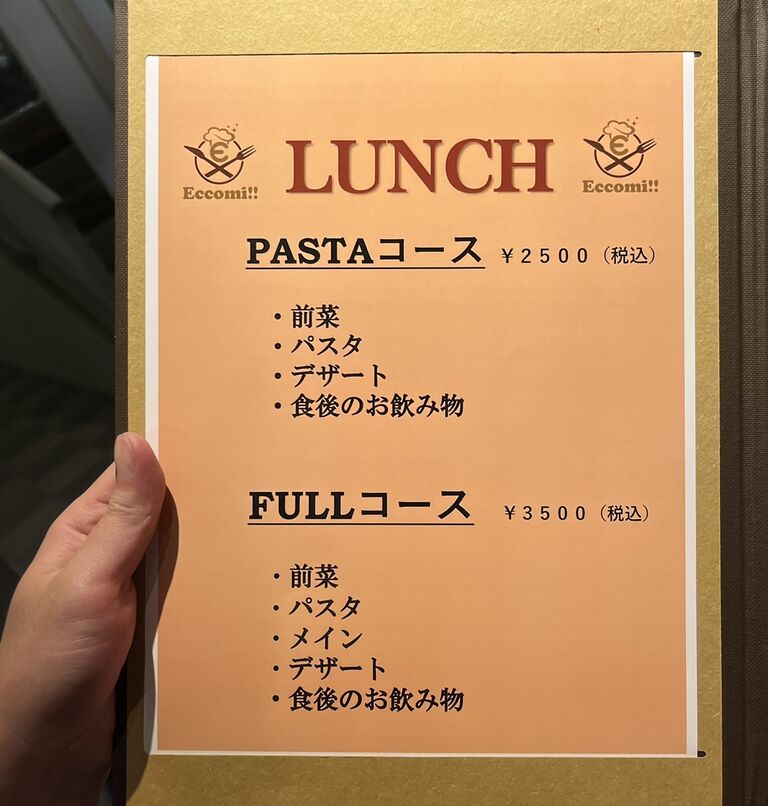 LUNCH
Eccomi!!
Eccomi!!
PASTAコース ￥2500（税込）
・前菜
・パスタ
・デザート
・食後のお飲み物
FULLコース ￥3500（税込）
・前菜
・パスタ
・メイン
・デザート
・食後のお飲み物